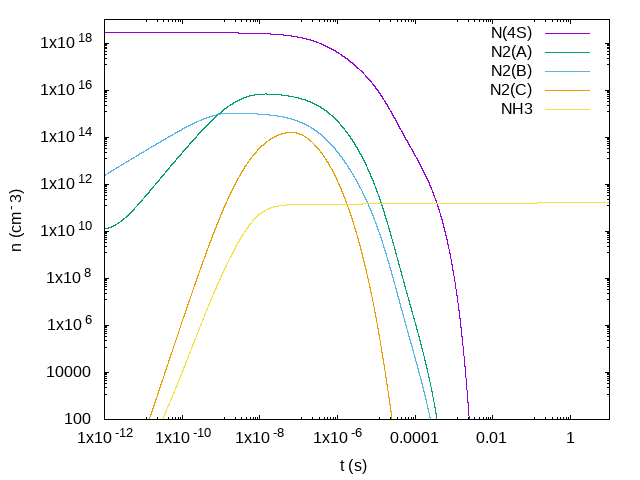 1x10^18
1x10^16
1x10^14
1x10^12
1x10^10
1x10^8
1x10^6
10000
100
n (cm^-3)
N(4S)
N2(A)
N2(B)
N2(C)
NH3
1x10^-12 1x10^-10 1x10^-8 1x10^-6 0.0001 0.01 1
t (s)